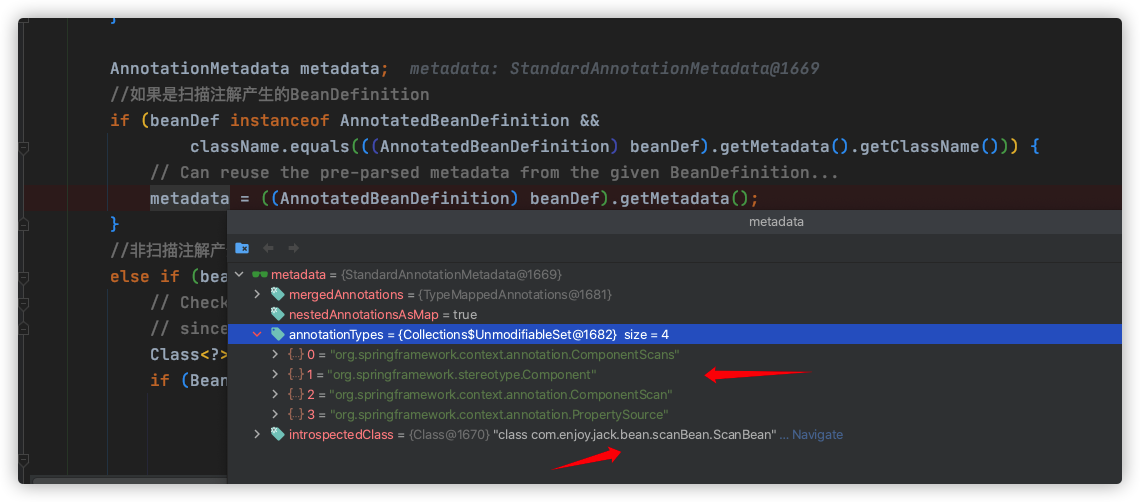 }
AnnotationMetadata metadata; metadata: StandardAnnotationMetadata@1669
//如果是扫描注解产生的BeanDefinition
if (beanDef instanceof AnnotatedBeanDefinition &&
className.equals(((AnnotatedBeanDefinition) beanDef).getMetadata().getClassName())) {
// Can reuse the pre-parsed metadata from the given BeanDefinition...
metadata = ((AnnotatedBeanDefinition) beanDef).getMetadata();
}
metadata
//非扫描注解产
else if (bea
// Check
// since
Class<?>
if (Bean
metadata = {StandardAnnotationMetadata@1669}
mergedAnnotations = {TypeMappedAnnotations@1681}
nestedAnnotationsAsMap = true
annotationTypes = {Collections$UnmodifiableSet@1682} size = 4
0 = "org.springframework.context.annotation.ComponentScans"
1 = "org.springframework.stereotype.Component"
2 = "org.springframework.context.annotation.ComponentScan"
3 = "org.springframework.context.annotation.PropertySource"
introspectedClass = {Class@1670} "class com.enjoy.jack.bean.scanBean.ScanBean" ... Navigate